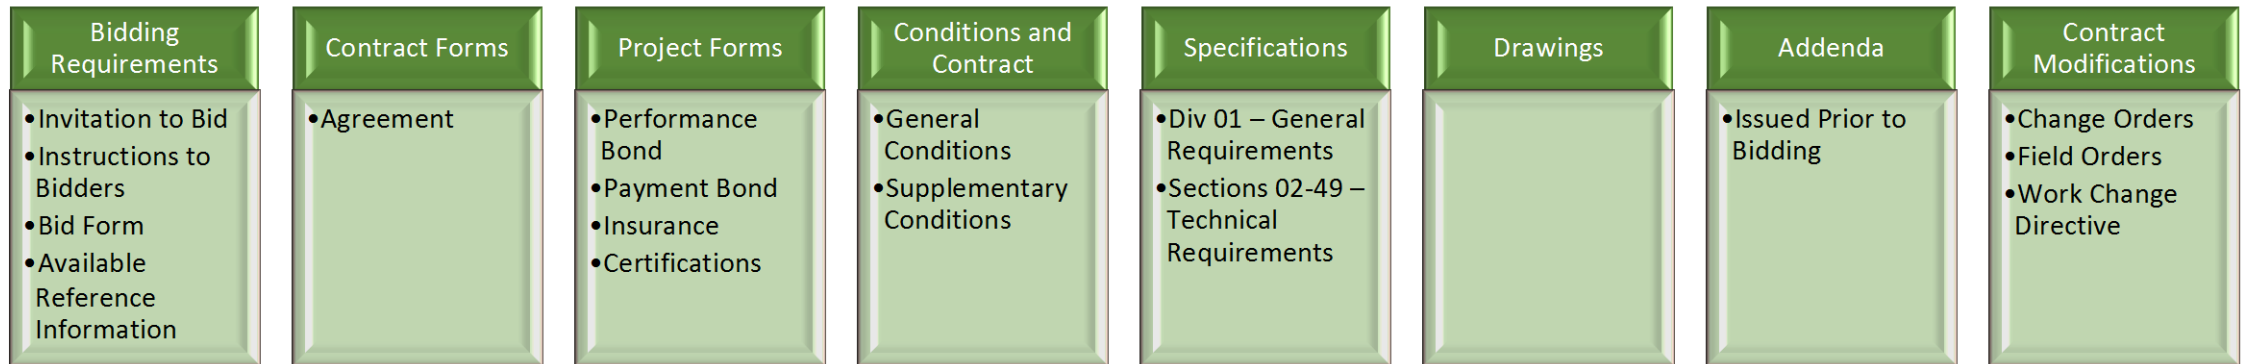 Bidding
Requirements
•Invitation to Bid
•Instructions to
Bidders
•Bid Form
•Available
Reference
Information
Contract Forms
•Agreement
Project Forms
•Performance
Bond
•Payment Bond
•Insurance
•Certifications
Conditions and
Contract
•General
Conditions
•Supplementary
Conditions
Specifications
•Div 01 – General
Requirements
•Sections 02-49 –
Technical
Requirements
Drawings
Addenda
•Issued Prior to
Bidding
Contract
Modifications
•Change Orders
•Field Orders
•Work Change
Directive